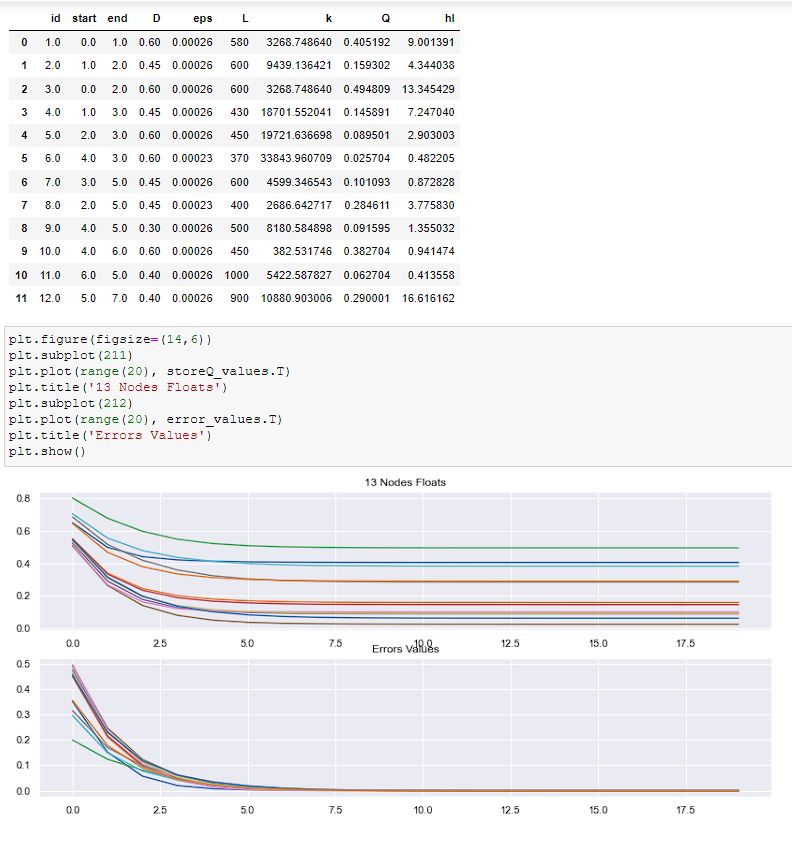 id start end D eps L k Q hl
0 1.0 0.0 1.0 0.60 0.00026 580 3268.748640 0.405192 9.001391
1 2.0 1.0 2.0 0.45 0.00026 600 9439.136421 0.159302 4.344038
2 3.0 0.0 2.0 0.60 0.00026 600 3268.748640 0.494809 13.345429
3 4.0 1.0 3.0 0.45 0.00026 430 18701.552041 0.145891 7.247040
4 5.0 2.0 3.0 0.60 0.00026 450 19721.636698 0.089501 2.903003
5 6.0 4.0 3.0 0.60 0.00023 370 33843.960709 0.025704 0.482205
6 7.0 3.0 5.0 0.45 0.00026 600 4599.346543 0.101093 0.872828
7 8.0 2.0 5.0 0.45 0.00023 400 2686.642717 0.284611 3.775830
8 9.0 4.0 5.0 0.30 0.00026 500 8180.584898 0.091595 1.355032
9 10.0 4.0 6.0 0.60 0.00026 450 382.531746 0.382704 0.941474
10 11.0 6.0 5.0 0.40 0.00026 1000 5422.587827 0.062704 0.413558
11 12.0 5.0 7.0 0.40 0.00026 900 10880.903006 0.290001 16.616162
plt.figure(figsize=(14,6))
plt.subplot(211)
plt.plot(range(20), storeQ_values.T)
plt.title('13 Nodes Floats')
plt.subplot(212)
plt.plot(range(20), error_values.T)
plt.title('Errors Values')
plt.show()
13 Nodes Floats
0.8
0.6
0.4
0.2
0.0
0.0 2.5 5.0 7.5 10.0 12.5 15.0 17.5
Errors Values
0.5
0.4
0.3
0.2
0.1
0.0
0.0 2.5 5.0 7.5 10.0 12.5 15.0 17.5